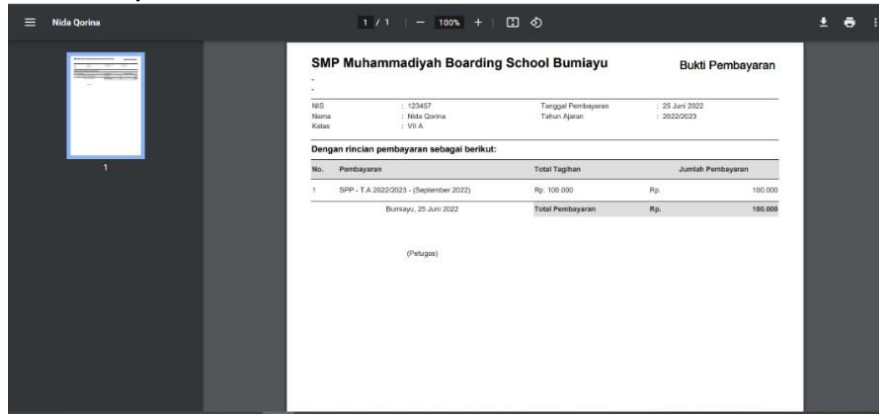 Nida Qorina
1 / 1
100%
1
SMP Muhammadiyah Boarding School Bumiayu
Bukti Pembayaran
-
-
NIS : 123457 Tanggal Pembayaran : 25 Juni 2022
Nama : Nida Qorina Tahun Ajaran : 2022/2023
Kelas : VII A
Dengan rincian pembayaran sebagai berikut:
No. Pembayaran Total Tagihan Jumlah Pembayaran
1 SPP - T.A 2022/2023 - (September 2022) Rp. 100.000 Rp. 100.000
Bumiayu, 25 Juni 2022 Total Pembayaran Rp. 100.000
(Petugas)